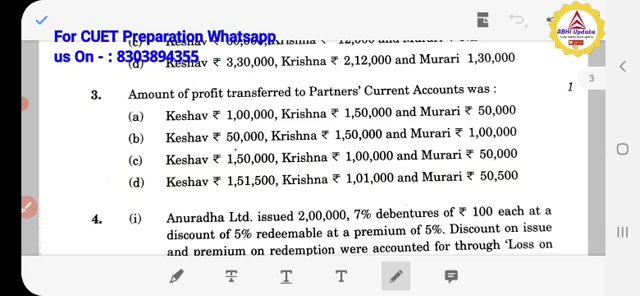 For CUET Preparation Whatsapp
us On - : 8303894355
ABHI Update
(d) Keshav ₹ 3,30,000, Krishna ₹ 2,12,000 and Murari 1,30,000
3. Amount of profit transferred to Partners' Current Accounts was : 1
3
(a) Keshav ₹ 1,00,000, Krishna ₹ 1,50,000 and Murari ₹ 50,000
(b) Keshav ₹ 50,000, Krishna ₹ 1,50,000 and Murari ₹ 1,00,000
(c) Keshav ₹ 1,50,000, Krishna ₹ 1,00,000 and Murari ₹ 50,000
(d) Keshav ₹ 1,51,500, Krishna ₹ 1,01,000 and Murari ₹ 50,500
4. (i) Anuradha Ltd. issued 2,00,000, 7% debentures of ₹ 100 each at a
discount of 5% redeemable at a premium of 5%. Discount on issue
and premium on redemption were accounted for through 'Loss on